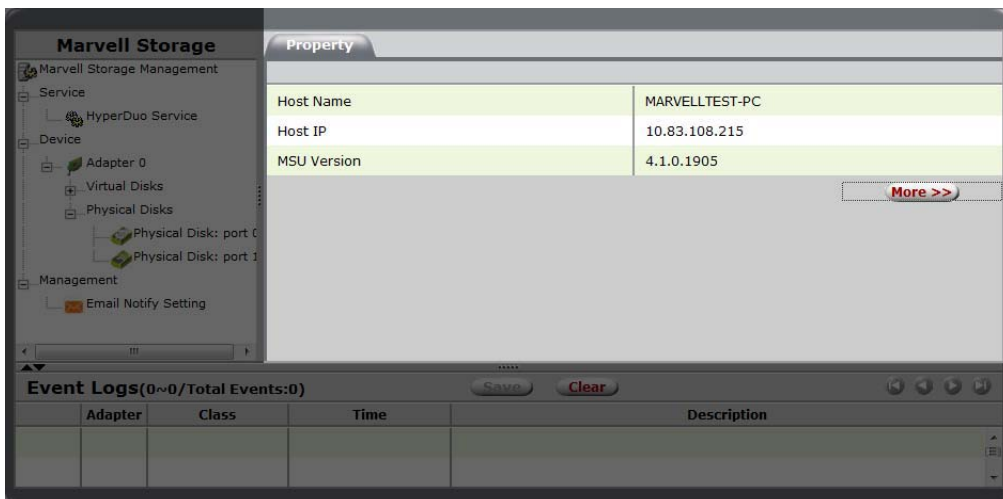 Marvell Storage
Marvell Storage Management
Service
HyperDuo Service
Device
Adapter 0
Virtual Disks
Physical Disks
Physical Disk: port 0
Physical Disk: port 1
Management
Email Notify Setting
Property
Host Name MARVELLTEST-PC
Host IP 10.83.108.215
MSU Version 4.1.0.1905
More >>
Event Logs(0~0/Total Events:0) Save Clear
Adapter Class Time Description